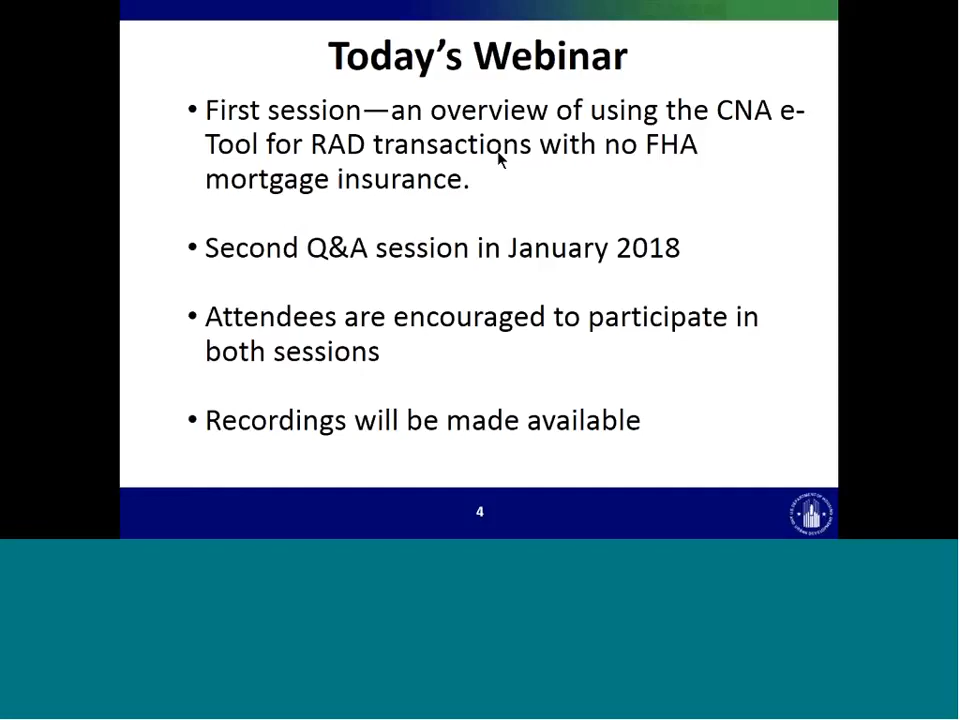 Today's Webinar
• First session—an overview of using the CNA e-
Tool for RAD transactions with no FHA
mortgage insurance.
• Second Q&A session in January 2018
• Attendees are encouraged to participate in
both sessions
• Recordings will be made available
4